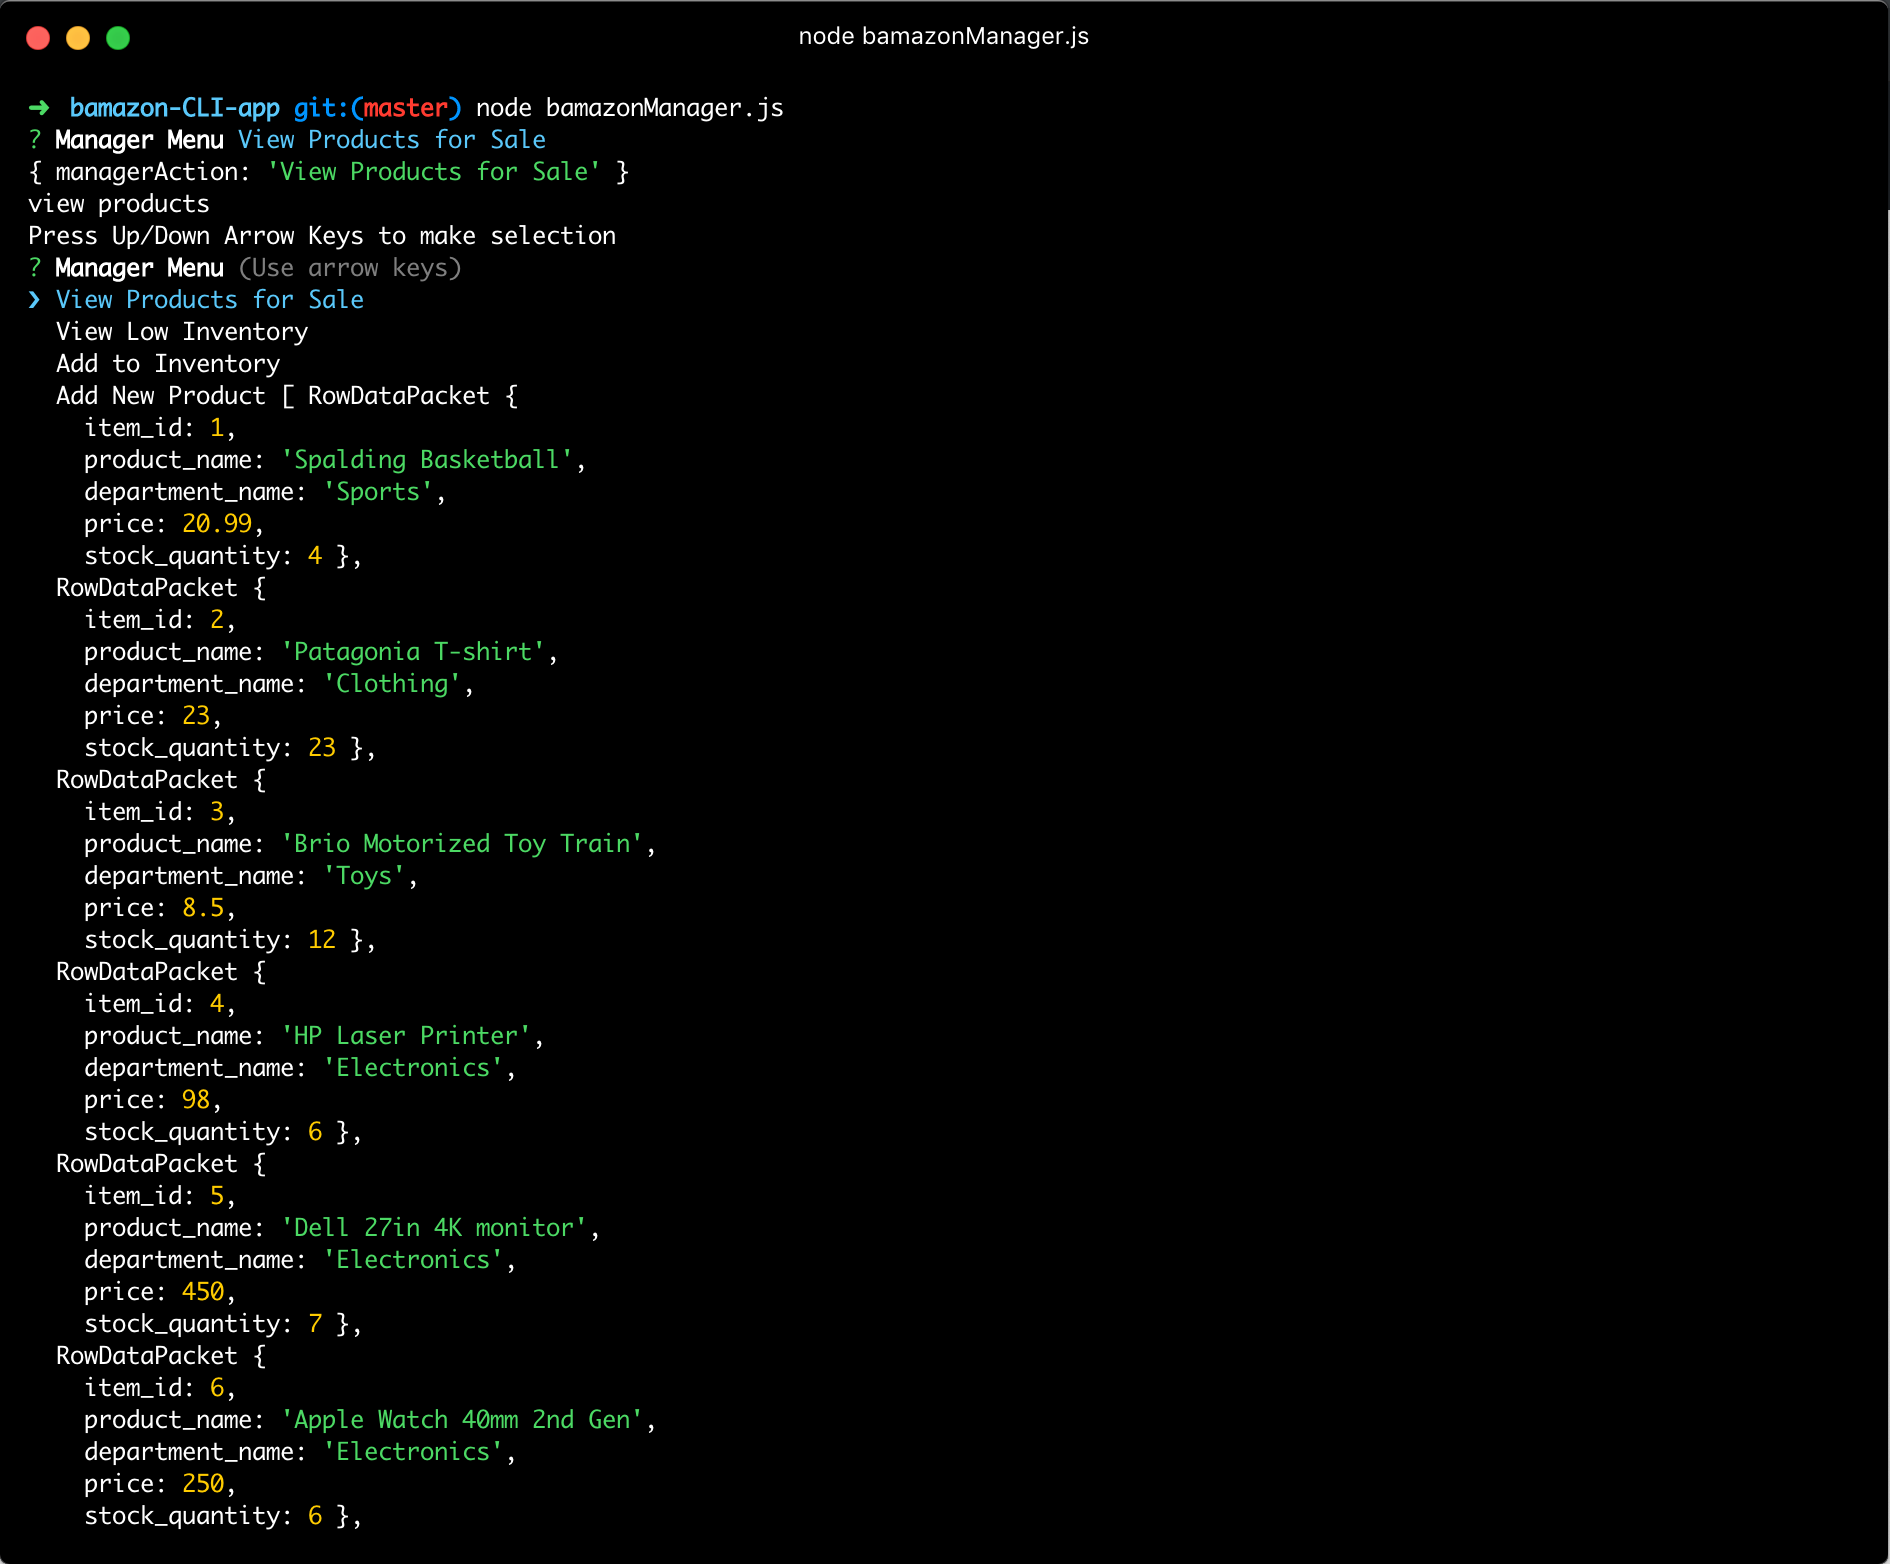 node bamazonManager.js
➜ bamazon-CLI-app git:(master) node bamazonManager.js
? Manager Menu View Products for Sale
{ managerAction: 'View Products for Sale' }
view products
Press Up/Down Arrow Keys to make selection
? Manager Menu (Use arrow keys)
❯ View Products for Sale
  View Low Inventory
  Add to Inventory
  Add New Product [ RowDataPacket {
    item_id: 1,
    product_name: 'Spalding Basketball',
    department_name: 'Sports',
    price: 20.99,
    stock_quantity: 4 },
  RowDataPacket {
    item_id: 2,
    product_name: 'Patagonia T-shirt',
    department_name: 'Clothing',
    price: 23,
    stock_quantity: 23 },
  RowDataPacket {
    item_id: 3,
    product_name: 'Brio Motorized Toy Train',
    department_name: 'Toys',
    price: 8.5,
    stock_quantity: 12 },
  RowDataPacket {
    item_id: 4,
    product_name: 'HP Laser Printer',
    department_name: 'Electronics',
    price: 98,
    stock_quantity: 6 },
  RowDataPacket {
    item_id: 5,
    product_name: 'Dell 27in 4K monitor',
    department_name: 'Electronics',
    price: 450,
    stock_quantity: 7 },
  RowDataPacket {
    item_id: 6,
    product_name: 'Apple Watch 40mm 2nd Gen',
    department_name: 'Electronics',
    price: 250,
    stock_quantity: 6 },